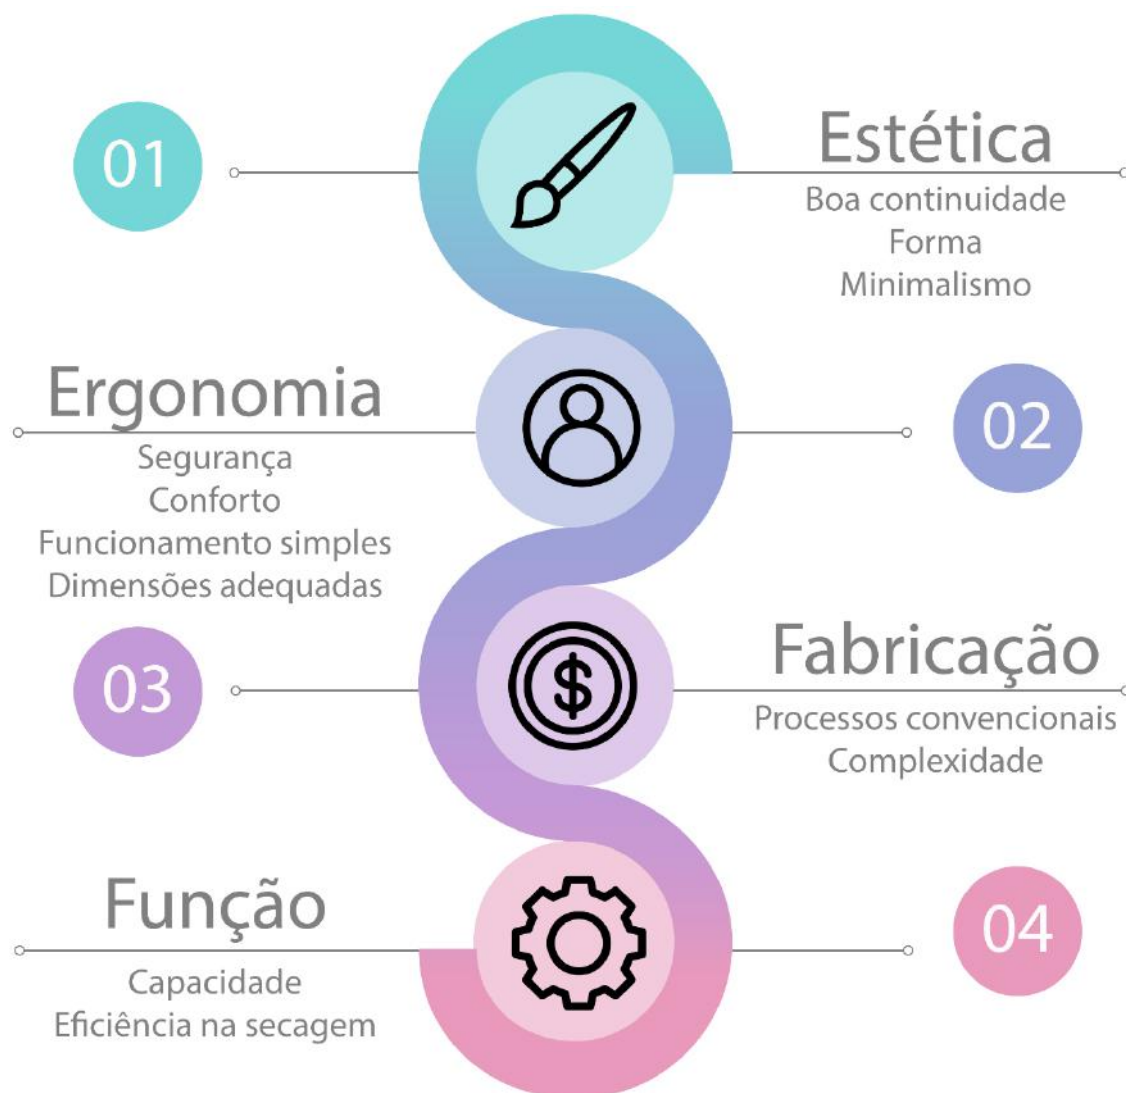 01
Estética
Boa continuidade
Forma
Minimalismo
Ergonomia
Segurança
Conforto
Funcionamento simples
Dimensões adequadas
02
03
Fabricação
Processos convencionais
Complexidade
$
Função
Capacidade
Eficiência na secagem
04